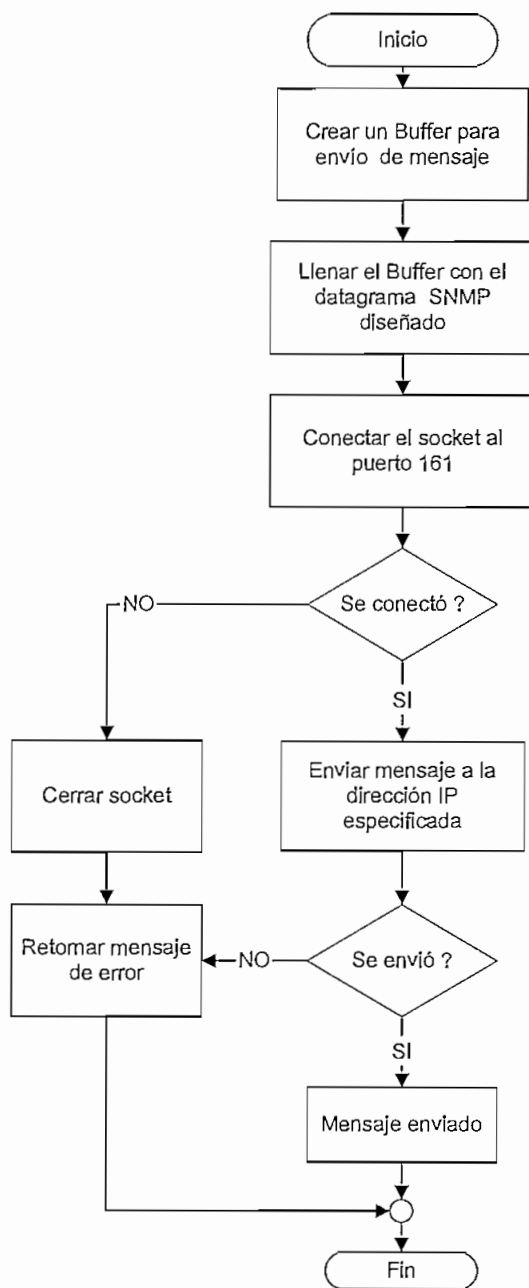 Inicio
Crear un Buffer para
envío de mensaje
Llenar el Buffer con el
datagrama SNMP
diseñado
Conectar el socket al
puerto 161
Se conectó ?
NO
SI
Cerrar socket
Enviar mensaje a la
dirección IP
especificada
Retornar mensaje
de error
NO
Se envió ?
SI
Mensaje enviado
Fin